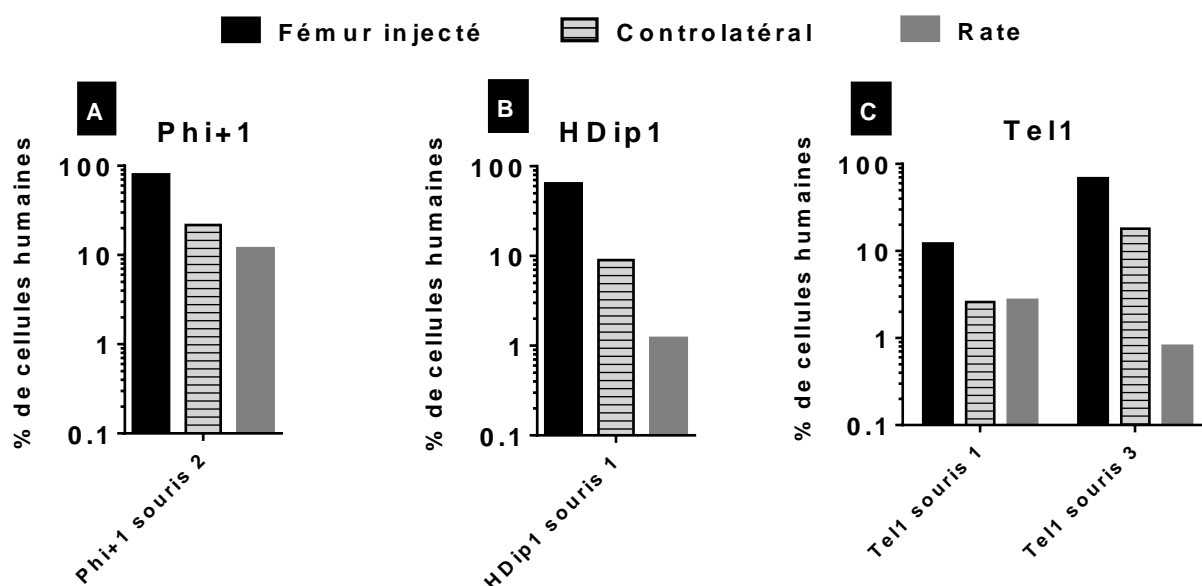 Fémur injecté Controlatéral Rate
A
Phi+1
% de cellules humaines
100
10
1
0.1
Phi+1 souris 2
B
HDip1
% de cellules humaines
100
10
1
0.1
HDip1 souris 1
C
Tel1
% de cellules humaines
100
10
1
0.1
Tel1 souris 1
Tel1 souris 3